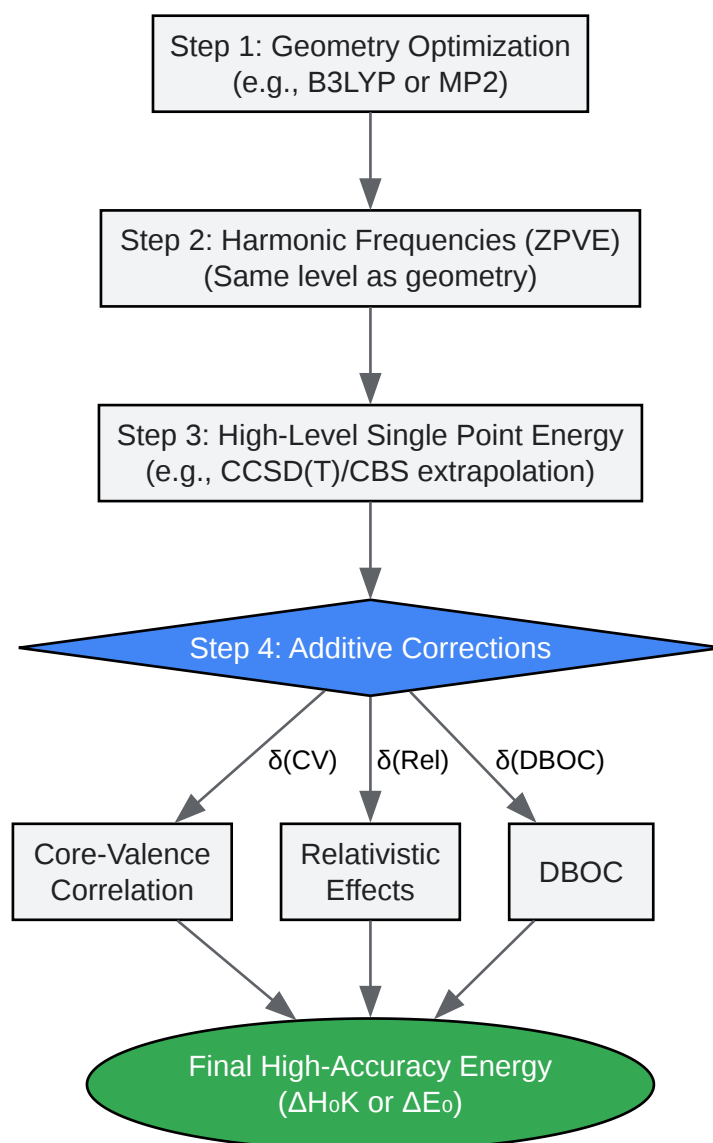 Step 1: Geometry Optimization
(e.g., B3LYP or MP2)
Step 2: Harmonic Frequencies (ZPVE)
(Same level as geometry)
Step 3: High-Level Single Point Energy
(e.g., CCSD(T)/CBS extrapolation)
Step 4: Additive Corrections
δ(CV)
δ(Rel)
δ(DBOC)
Core-Valence
Correlation
Relativistic
Effects
DBOC
Final High-Accuracy Energy
(ΔH₀K or ΔE₀)